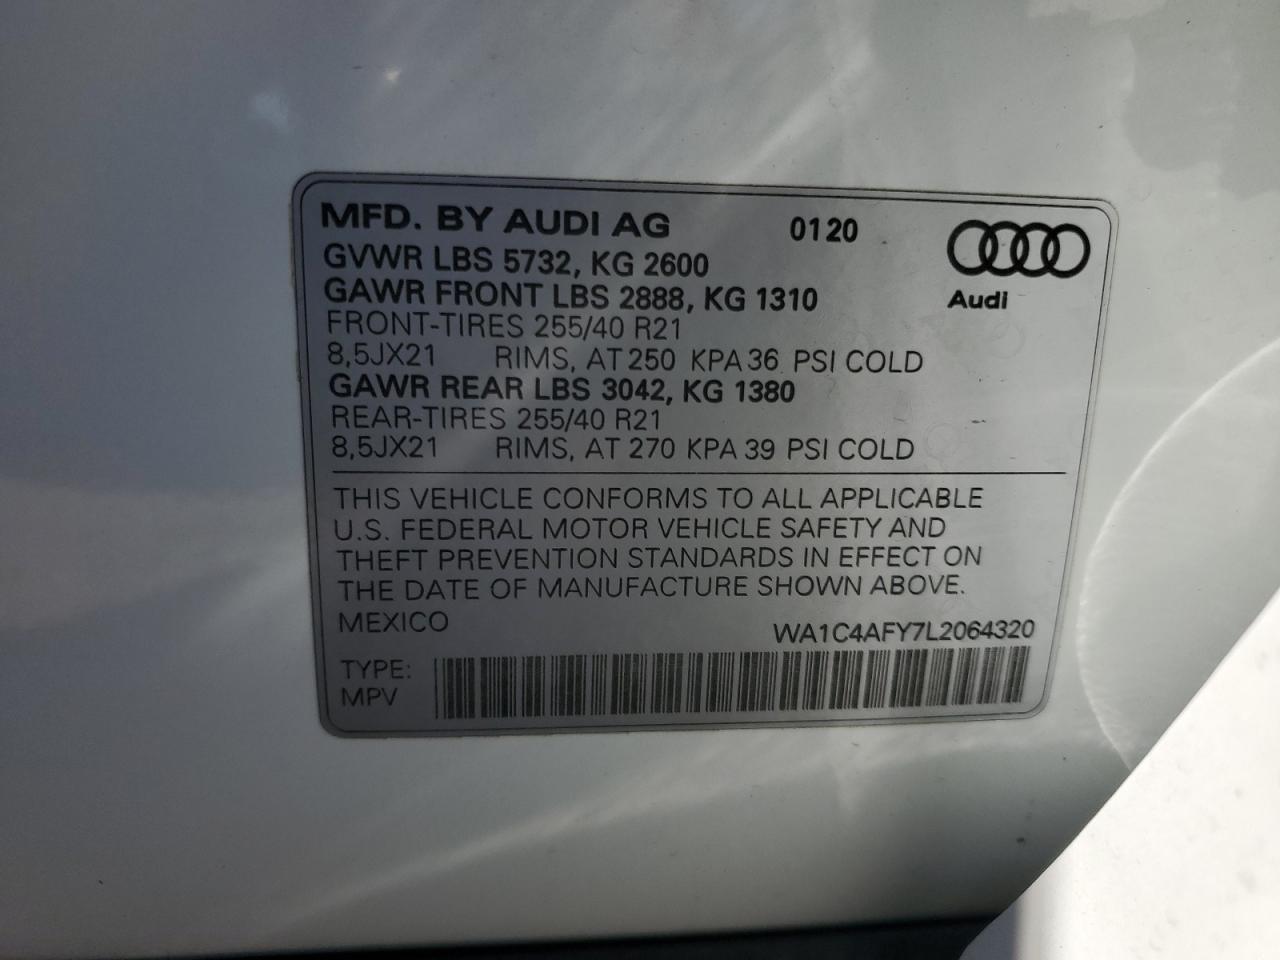 MFD. BY AUDI AG 0120
GVWR LBS 5732, KG 2600
GAWR FRONT LBS 2888, KG 1310
Audi
FRONT-TIRES 255/40 R21
8,5JX21 RIMS, AT 250 KPA 36 PSI COLD
GAWR REAR LBS 3042, KG 1380
REAR-TIRES 255/40 R21
8,5JX21 RIMS, AT 270 KPA 39 PSI COLD
THIS VEHICLE CONFORMS TO ALL APPLICABLE
U.S. FEDERAL MOTOR VEHICLE SAFETY AND
THEFT PREVENTION STANDARDS IN EFFECT ON
THE DATE OF MANUFACTURE SHOWN ABOVE.
MEXICO WA1C4AFY7L2064320
TYPE:
MPV